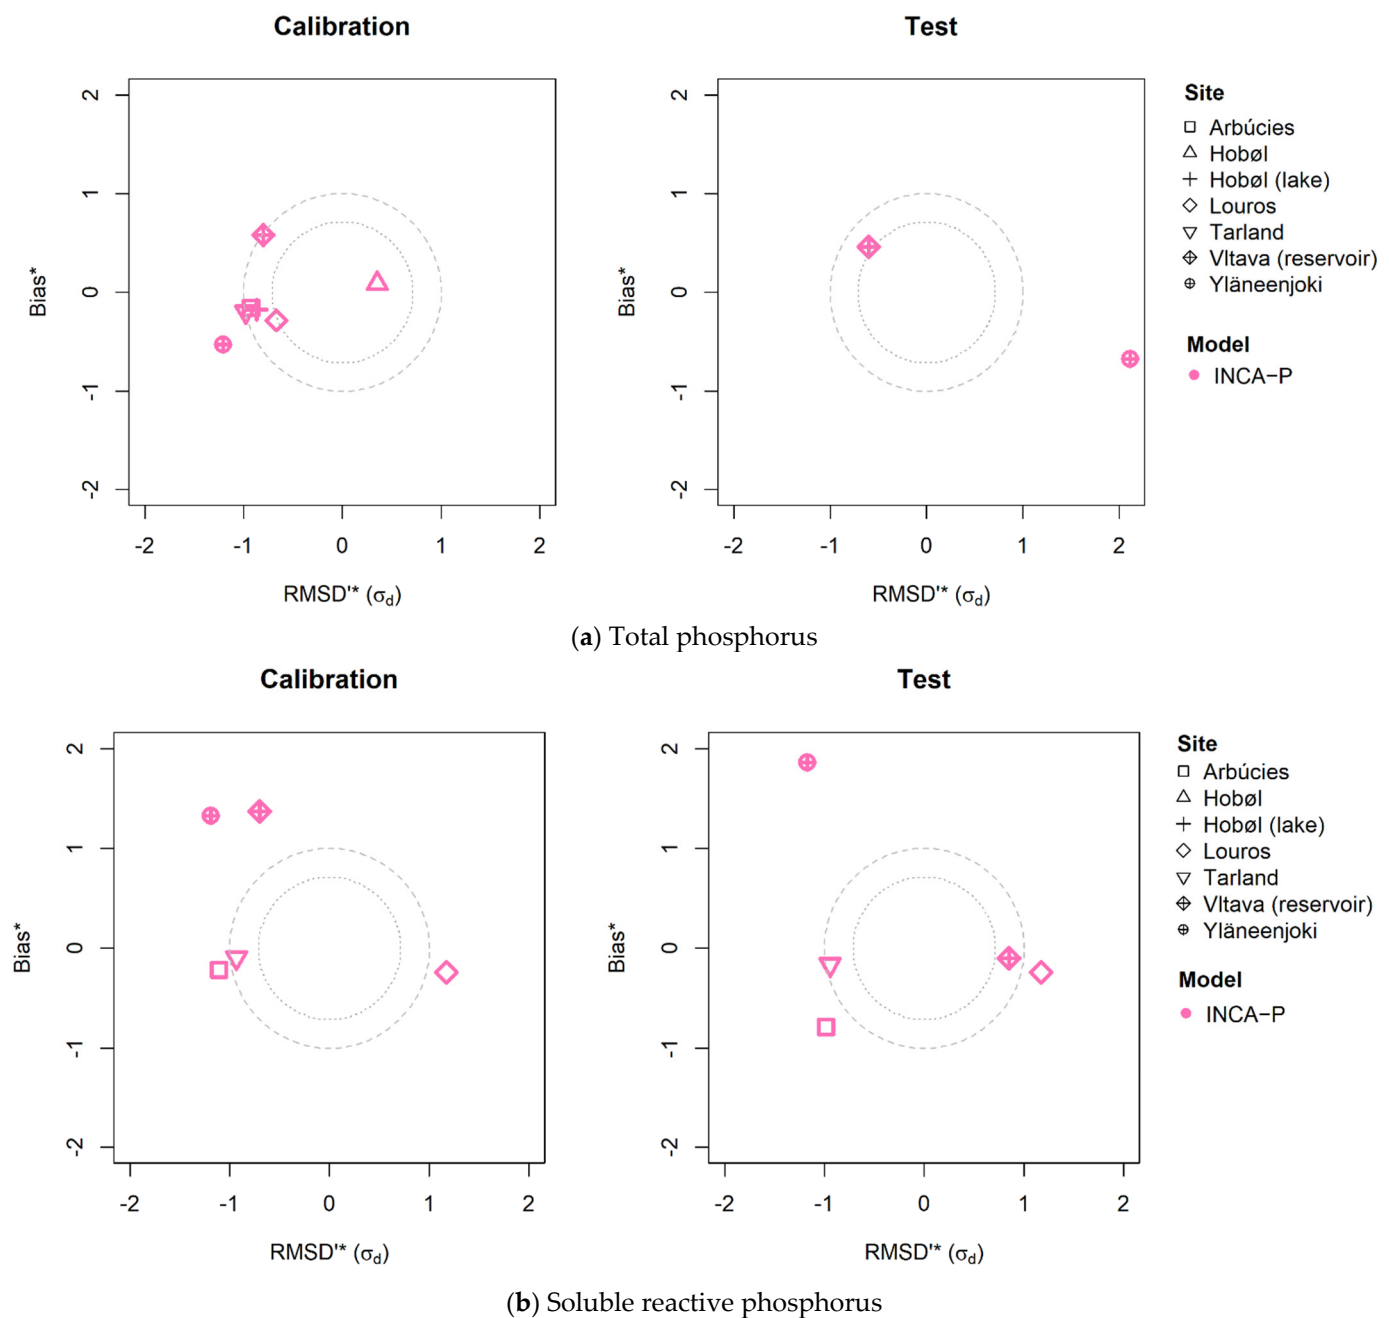 Calibration
Test
2
1
0
-1
-2
Bias*
-2 -1 0 1 2
RMSD'* (σd)
2
1
0
-1
-2
Bias*
-2 -1 0 1 2
RMSD'* (σd)
Site
Arbúcies
Hobøl
Hobøl (lake)
Louros
Tarland
Vltava (reservoir)
Yläneenjoki
Model
INCA−P
(a) Total phosphorus
Calibration
Test
2
1
0
-1
-2
Bias*
-2 -1 0 1 2
RMSD'* (σd)
2
1
0
-1
-2
Bias*
-2 -1 0 1 2
RMSD'* (σd)
Site
Arbúcies
Hobøl
Hobøl (lake)
Louros
Tarland
Vltava (reservoir)
Yläneenjoki
Model
INCA−P
(b) Soluble reactive phosphorus